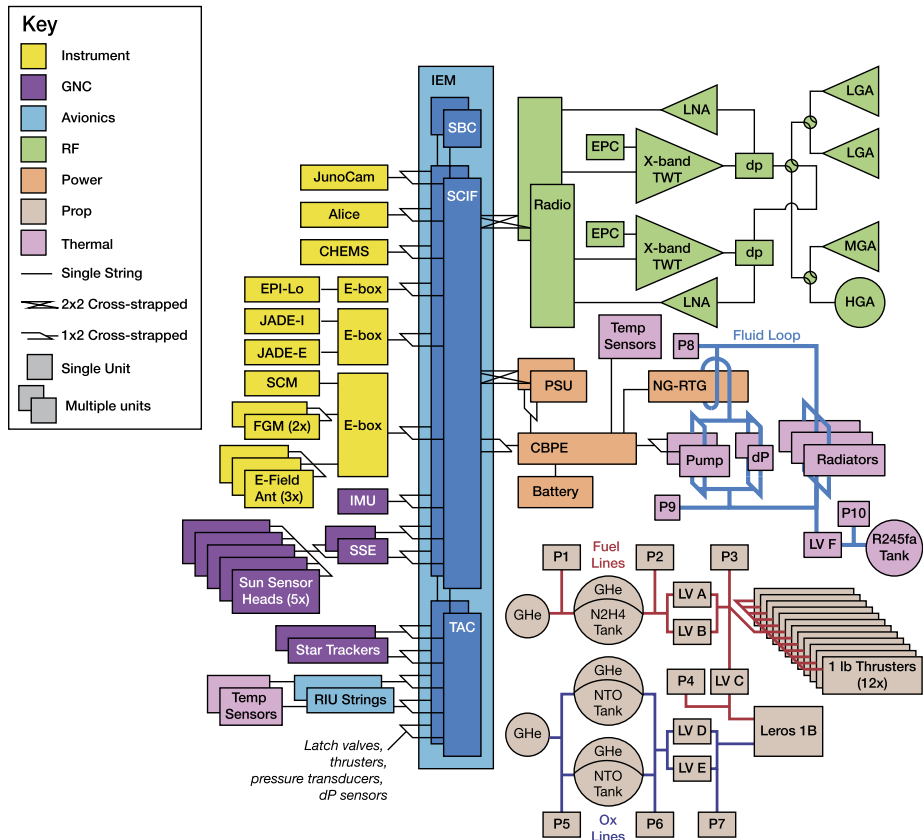 Key
Instrument
GNC
Avionics
RF
Power
Prop
Thermal
Single String
2x2 Cross-strapped
1x2 Cross-strapped
Single Unit
Multiple units
IEM
SBC
SCIF
TAC
JunoCam
Alice
CHEMS
EPI-Lo
E-box
JADE-I
JADE-E
E-box
SCM
FGM (2x)
E-box
E-Field
Ant (3x)
IMU
SSE
Sun Sensor
Heads (5x)
Star Trackers
Temp
Sensors
RIU Strings
Latch valves,
thrusters,
pressure transducers,
dP sensors
Radio
LNA
EPC
X-band
TWT
dp
LGA
LGA
EPC
X-band
TWT
dp
LNA
MGA
HGA
Temp
Sensors
PSU
NG-RTG
CBPE
Battery
P8
Fluid Loop
Pump
dP
Radiators
P9
P10
LV F
R245fa
Tank
P1
Fuel
Lines
P2
P3
GHe
GHe
N2H4
Tank
LV A
LV B
1 lb Thrusters
(12x)
P4
LV C
GHe
NTO
Tank
GHe
LV D
Leros 1B
GHe
NTO
Tank
LV E
P5
Ox
Lines
P6
P7